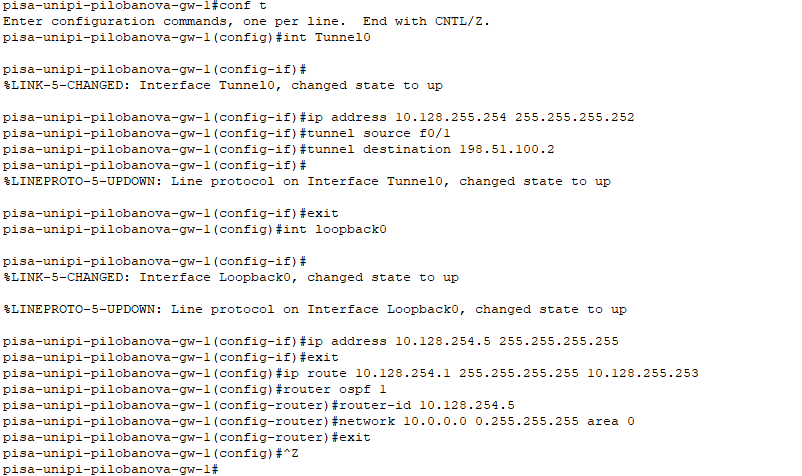 pisa-unipi-pilobanova-gw-1#conf t
Enter configuration commands, one per line.  End with CNTL/Z.
pisa-unipi-pilobanova-gw-1(config)#int Tunnel0
pisa-unipi-pilobanova-gw-1(config-if)#
%LINK-5-CHANGED: Interface Tunnel0, changed state to up
pisa-unipi-pilobanova-gw-1(config-if)#ip address 10.128.255.254 255.255.255.252
pisa-unipi-pilobanova-gw-1(config-if)#tunnel source f0/1
pisa-unipi-pilobanova-gw-1(config-if)#tunnel destination 198.51.100.2
pisa-unipi-pilobanova-gw-1(config-if)#
%LINEPROTO-5-UPDOWN: Line protocol on Interface Tunnel0, changed state to up
pisa-unipi-pilobanova-gw-1(config-if)#exit
pisa-unipi-pilobanova-gw-1(config)#int loopback0
pisa-unipi-pilobanova-gw-1(config-if)#
%LINK-5-CHANGED: Interface Loopback0, changed state to up
%LINEPROTO-5-UPDOWN: Line protocol on Interface Loopback0, changed state to up
pisa-unipi-pilobanova-gw-1(config-if)#ip address 10.128.254.5 255.255.255.255
pisa-unipi-pilobanova-gw-1(config-if)#exit
pisa-unipi-pilobanova-gw-1(config)#ip route 10.128.254.1 255.255.255.255 10.128.255.253
pisa-unipi-pilobanova-gw-1(config)#router ospf 1
pisa-unipi-pilobanova-gw-1(config-router)#router-id 10.128.254.5
pisa-unipi-pilobanova-gw-1(config-router)#network 10.0.0.0 0.255.255.255 area 0
pisa-unipi-pilobanova-gw-1(config-router)#exit
pisa-unipi-pilobanova-gw-1(config)#^Z
pisa-unipi-pilobanova-gw-1#